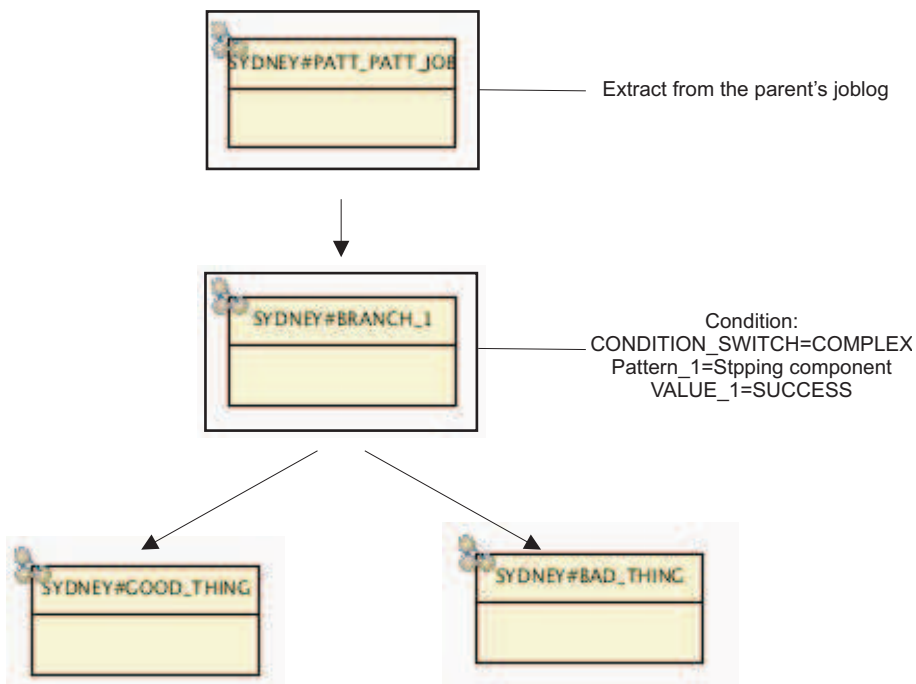 SYDNEY#PATT_PATT_JOB
Extract from the parent's joblog
SYDNEY#BRANCH_1
Condition:
CONDITION_SWITCH=COMPLEX
Pattern_1=Stpping component
VALUE_1=SUCCESS
SYDNEY#GOOD_THING
SYDNEY#BAD_THING